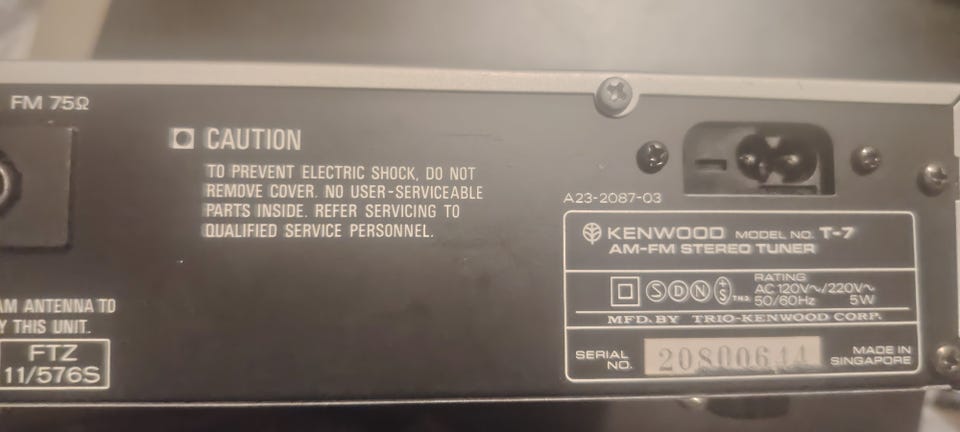 FM 75Ω
CAUTION
TO PREVENT ELECTRIC SHOCK, DO NOT
REMOVE COVER. NO USER-SERVICEABLE
PARTS INSIDE. REFER SERVICING TO
QUALIFIED SERVICE PERSONNEL.
AM ANTENNA TO
Y THIS UNIT.
FTZ
11/576S
A23-2087-03
KENWOOD MODEL NO. T-7
AM-FM STEREO TUNER
S D N +S T.H.S.
RATING
AC 120V~/220V~
50/60Hz 5W
MFD. BY TRIO-KENWOOD CORP.
SERIAL NO. 20800644
MADE IN SINGAPORE